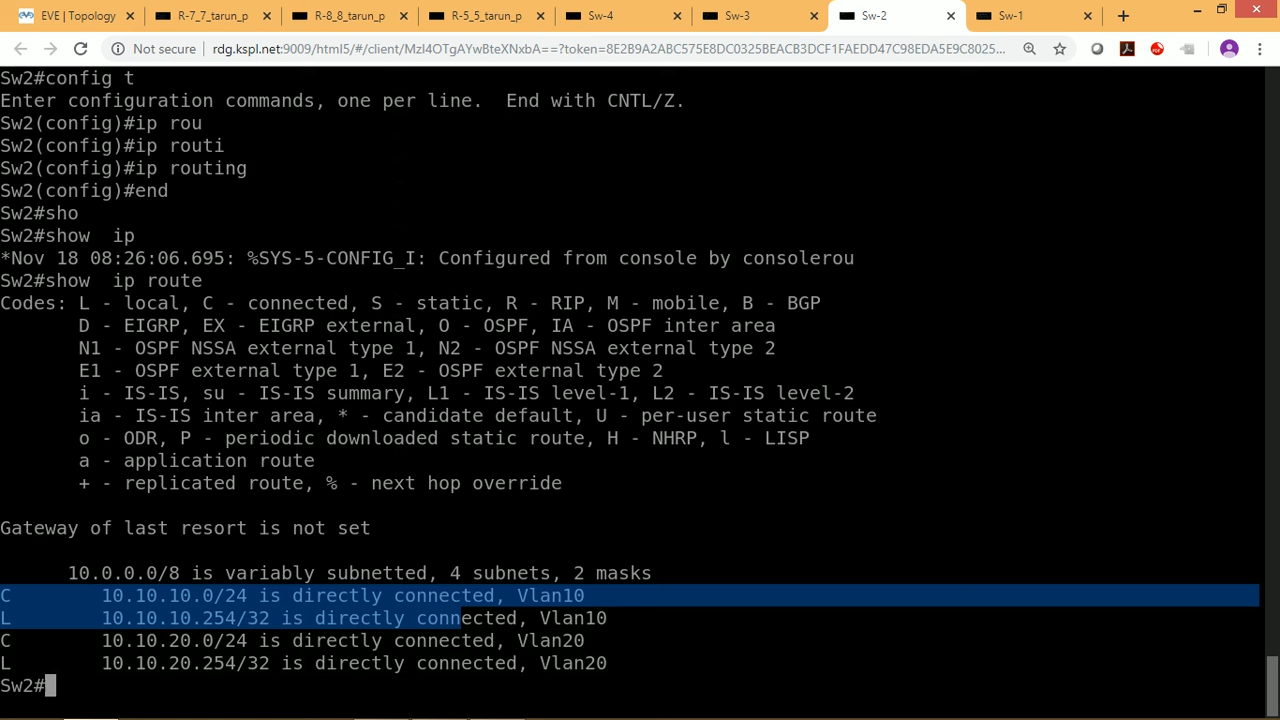 EVE | Topology
R-7_7_tarun_p
R-8_8_tarun_p
R-5_5_tarun_p
Sw-4
Sw-3
Sw-2
Sw-1
Not secure
rdg.kspl.net:9009/html5/#/client/MzI4OTgAYwBteXNxbA==?token=8E2B9A2ABC575E8DC0325BEACB3DCF1FAEDD47C98EDA5E9C8025...
Sw2#config t
Enter configuration commands, one per line.  End with CNTL/Z.
Sw2(config)#ip rou
Sw2(config)#ip routi
Sw2(config)#ip routing
Sw2(config)#end
Sw2#sho
Sw2#show  ip
*Nov 18 08:26:06.695: %SYS-5-CONFIG_I: Configured from console by consolerou
Sw2#show  ip route
Codes: L - local, C - connected, S - static, R - RIP, M - mobile, B - BGP
D - EIGRP, EX - EIGRP external, O - OSPF, IA - OSPF inter area
N1 - OSPF NSSA external type 1, N2 - OSPF NSSA external type 2
E1 - OSPF external type 1, E2 - OSPF external type 2
i - IS-IS, su - IS-IS summary, L1 - IS-IS level-1, L2 - IS-IS level-2
ia - IS-IS inter area, * - candidate default, U - per-user static route
o - ODR, P - periodic downloaded static route, H - NHRP, l - LISP
a - application route
+ - replicated route, % - next hop override
Gateway of last resort is not set
10.0.0.0/8 is variably subnetted, 4 subnets, 2 masks
C        10.10.10.0/24 is directly connected, Vlan10
L        10.10.10.254/32 is directly connected, Vlan10
C        10.10.20.0/24 is directly connected, Vlan20
L        10.10.20.254/32 is directly connected, Vlan20
Sw2#